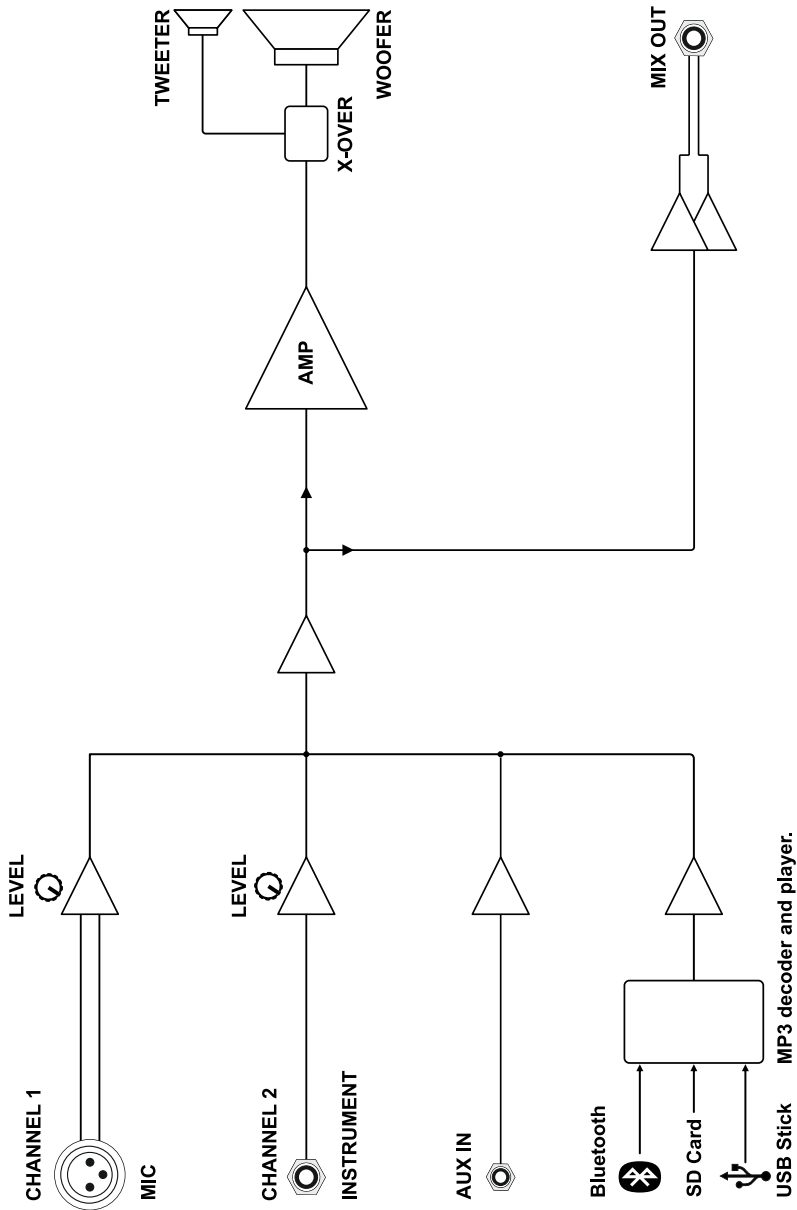 CHANNEL 1
MIC
LEVEL
CHANNEL 2
INSTRUMENT
LEVEL
AUX IN
Bluetooth
SD Card
USB Stick
MP3 decoder and player.
AMP
X-OVER
TWEETER
WOOFER
MIX OUT